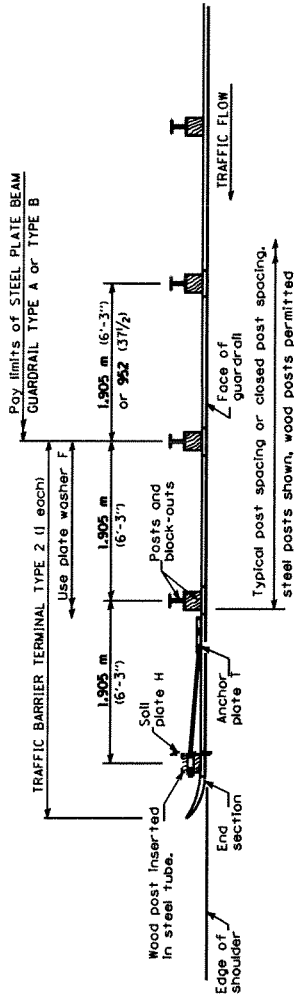 Pay limits of STEEL PLATE BEAM
GUARDRAIL TYPE A or TYPE B
TRAFFIC BARRIER TERMINAL TYPE 2 (1 each)
Use plate washer F
1.905 m
(6'-3")
1.905 m
(6'-3")
1.905 m (6'-3")
or 952 (37 1/2)
Wood post inserted
in steel tube.
Soil
plate H
Posts and
block-outs
Edge of
shoulder
End
section
Anchor
plate T
Face of
guardrail
TRAFFIC FLOW
Typical post spacing or closed post spacing,
steel posts shown, wood posts permitted